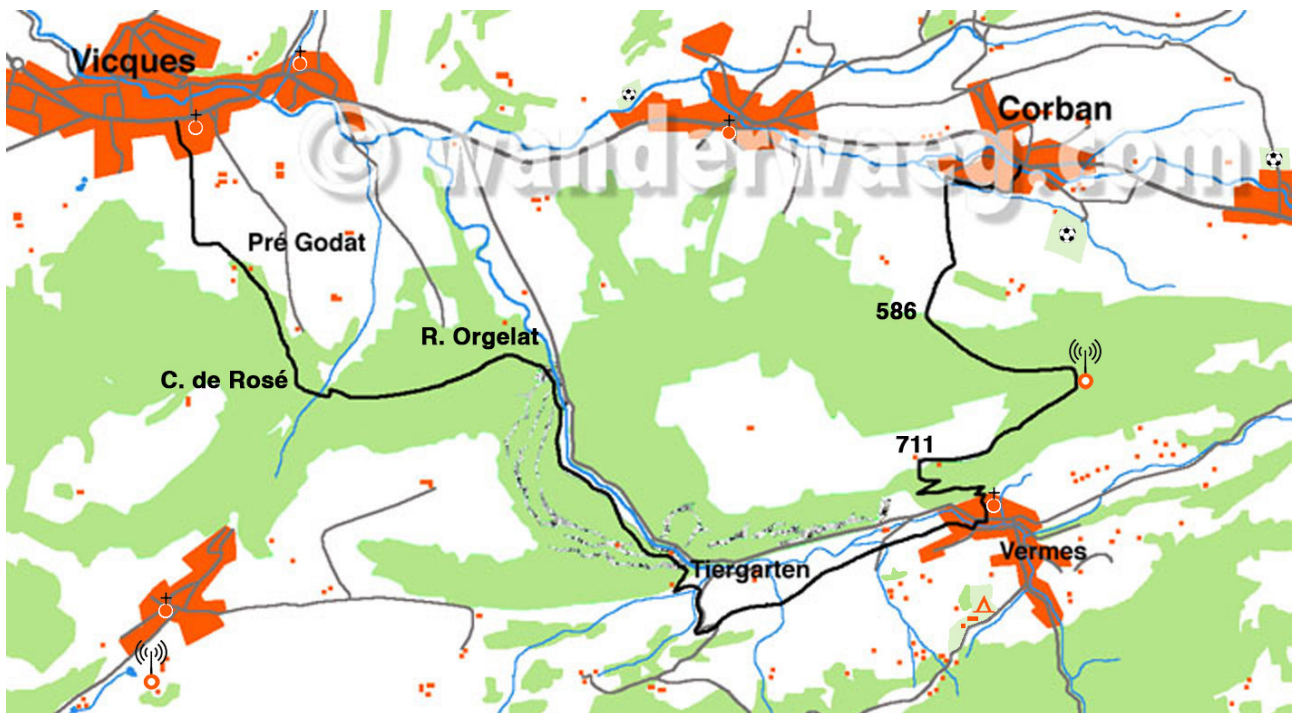 Vicques
Corban
© wanderwaeg.com
Pré Godat
586
R. Orgelat
C. de Rosé
711
Vermes
Tiergarten